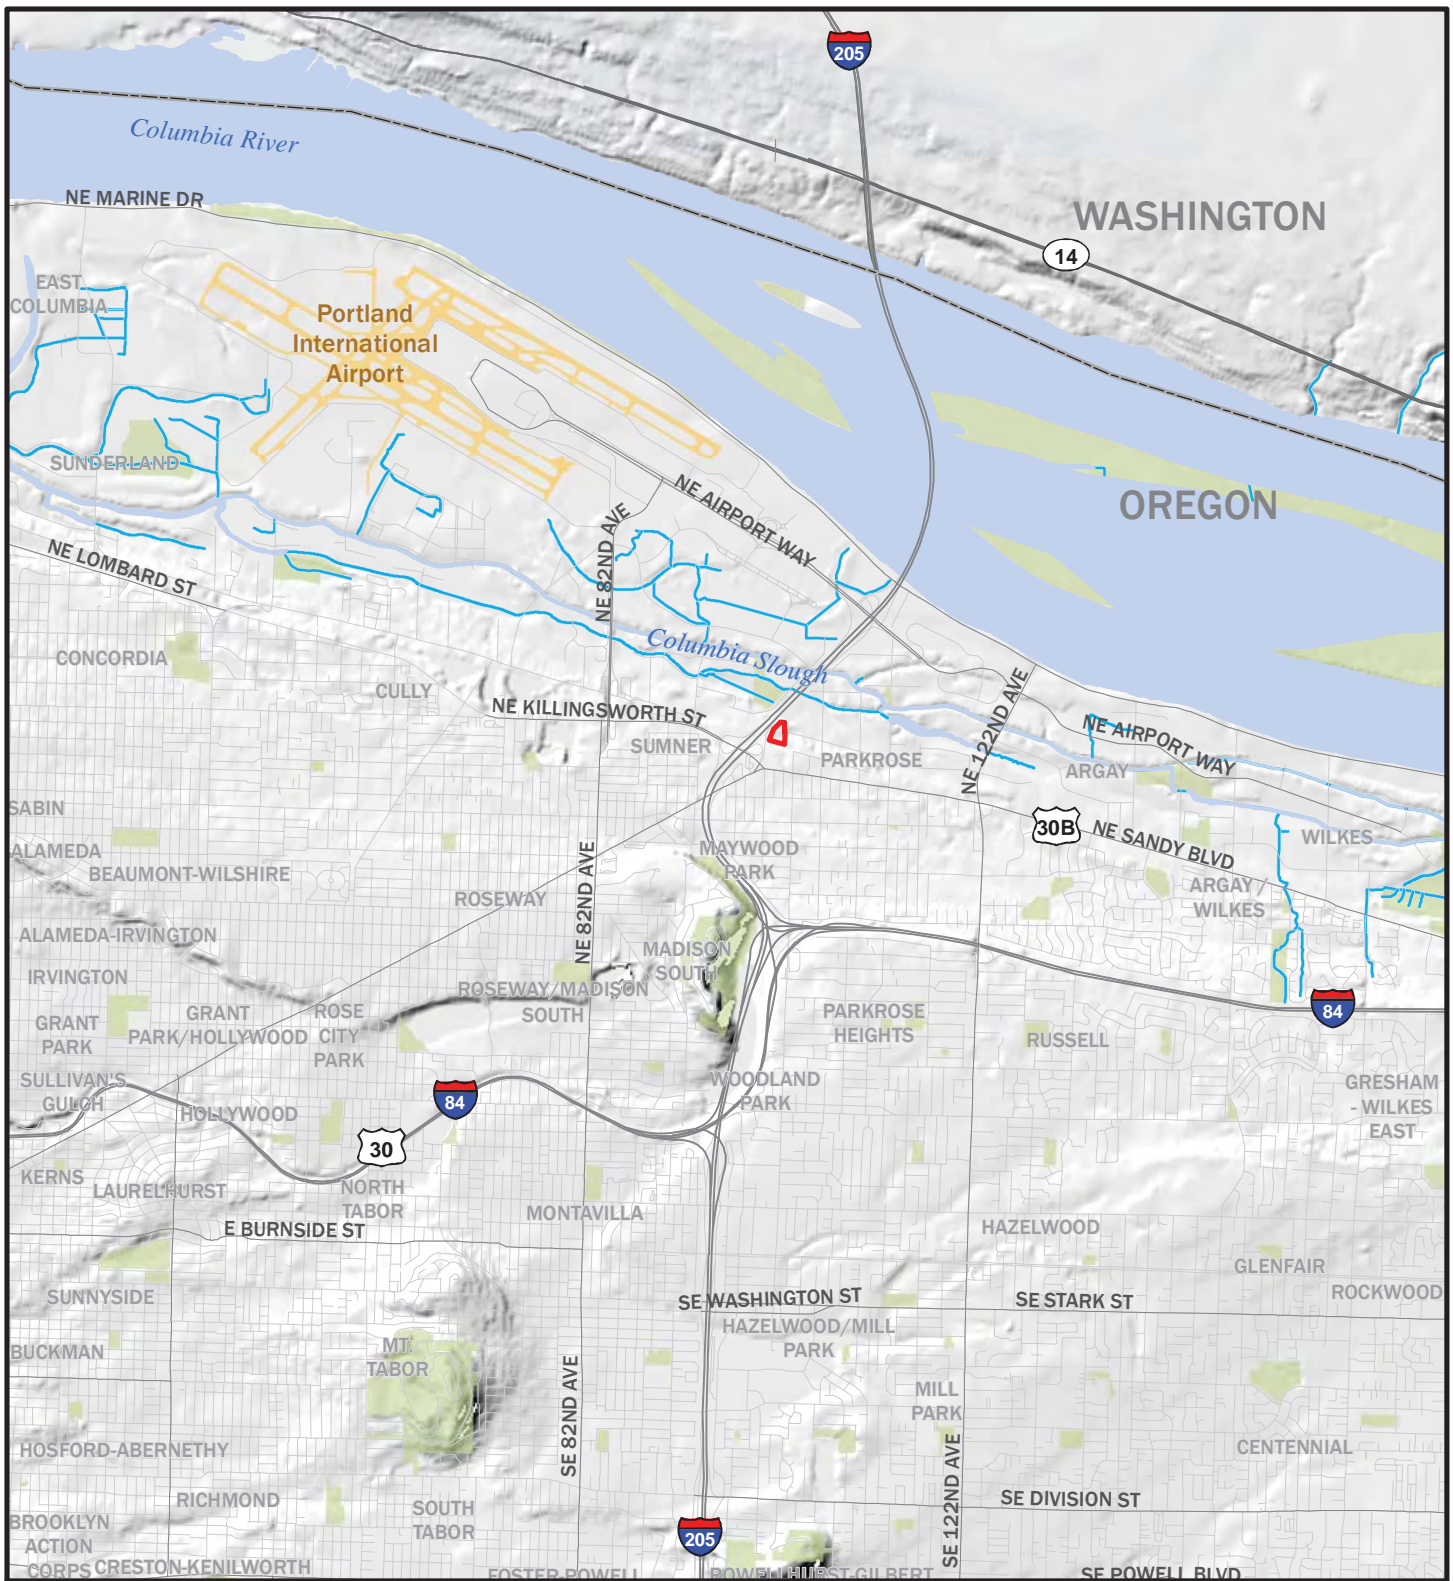 205
Columbia River
NE MARINE DR
WASHINGTON
14
EAST
COLUMBIA
Portland
International
Airport
SUNDERLAND
NE AIRPORT WAY
OREGON
NE 82ND AVE
NE LOMBARD ST
Columbia Slough
CONCORDIA
CULLY
NE KILLINGSWORTH ST
SUMNER
PARKROSE
NE 122ND AVE
NE AIRPORT WAY
ARGAY
SABIN
30B
NE SANDY BLVD
WILKES
ALAMEDA
BEAUMONT-WILSHIRE
MAYWOOD
PARK
ROSEWAY
NE 82ND AVE
ARGAY /
WILKES
ALAMEDA-IRVINGTON
MADISON
SOUTH
IRVINGTON
ROSEWAY/MADISON
SOUTH
GRANT
PARK
GRANT
PARK/HOLLYWOOD
ROSE
CITY
PARK
PARKROSE
HEIGHTS
RUSSELL
84
SULLIVAN'S
GULCH
HOLLYWOOD
84
WOODLAND
PARK
GRESHAM
- WILKES
EAST
30
KERNS
LAURELHURST
NORTH
TABOR
MONTAVILLA
E BURNSIDE ST
HAZELWOOD
GLENFAIR
SUNNYSIDE
SE WASHINGTON ST
SE STARK ST
ROCKWOOD
HAZELWOOD/MILL
PARK
BUCKMAN
MT.
TABOR
SE 82ND AVE
MILL
PARK
HOSFORD-ABERNETHY
SE 122ND AVE
CENTENNIAL
RICHMOND
SOUTH
TABOR
SE DIVISION ST
BROOKLYN
ACTION
CORPS
CRESTON-KENILWORTH
205
FOSTER-POWELL
POWELLHURST-GILBERT
SE POWELL BLVD